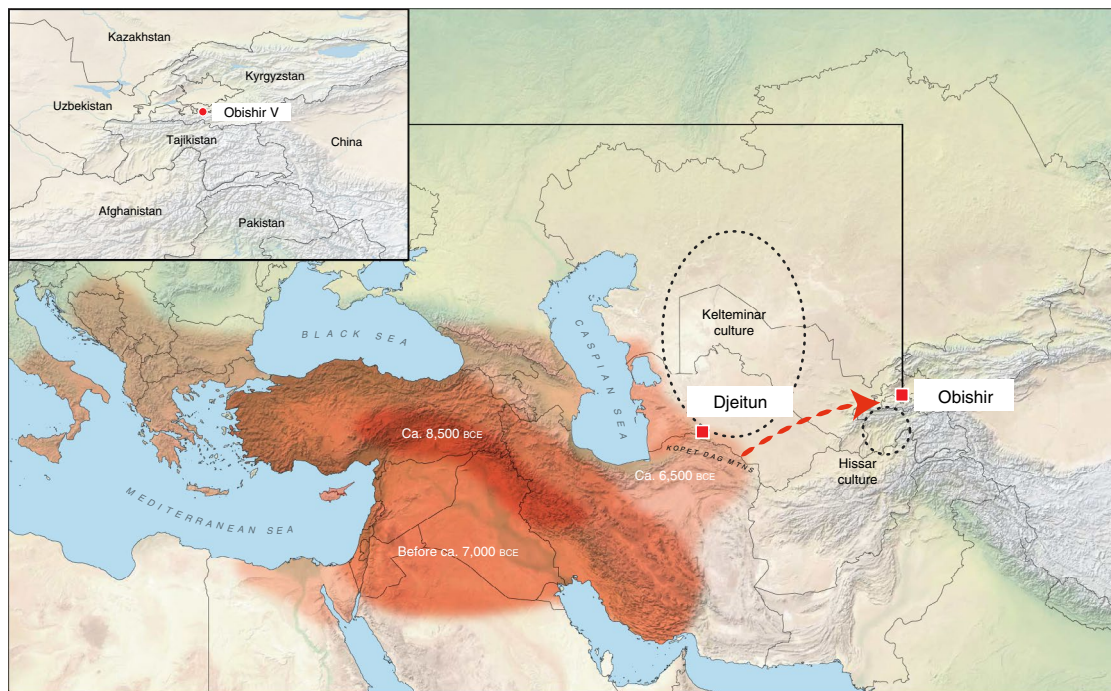 Kazakhstan
Kyrgyzstan
Uzbekistan
Obishir V
Tajikistan
China
Afghanistan
Pakistan
BLACK SEA
CASPIAN SEA
Kelteminar
culture
Djeitun
Obishir
Ca. 8,500 BCE
KOPET-DAG MTNS
Ca. 6,500 BCE
Hissar
culture
MEDITERRANEAN SEA
Before ca. 7,000 BCE